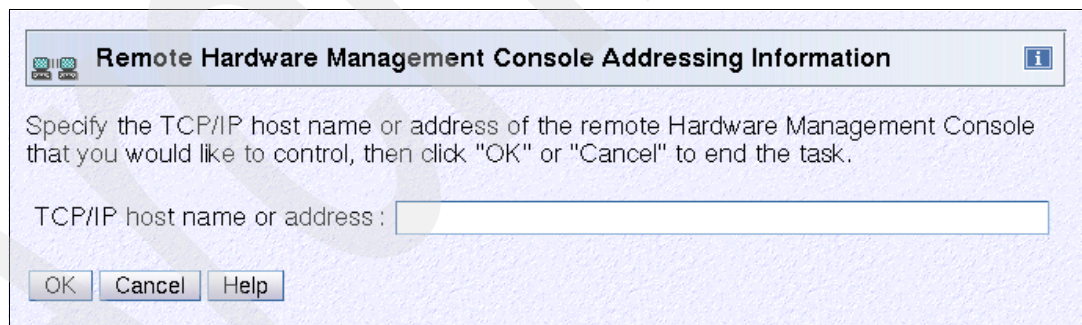 Remote Hardware Management Console Addressing Information
Specify the TCP/IP host name or address of the remote Hardware Management Console
that you would like to control, then click "OK" or "Cancel" to end the task.
TCP/IP host name or address :
OK Cancel Help